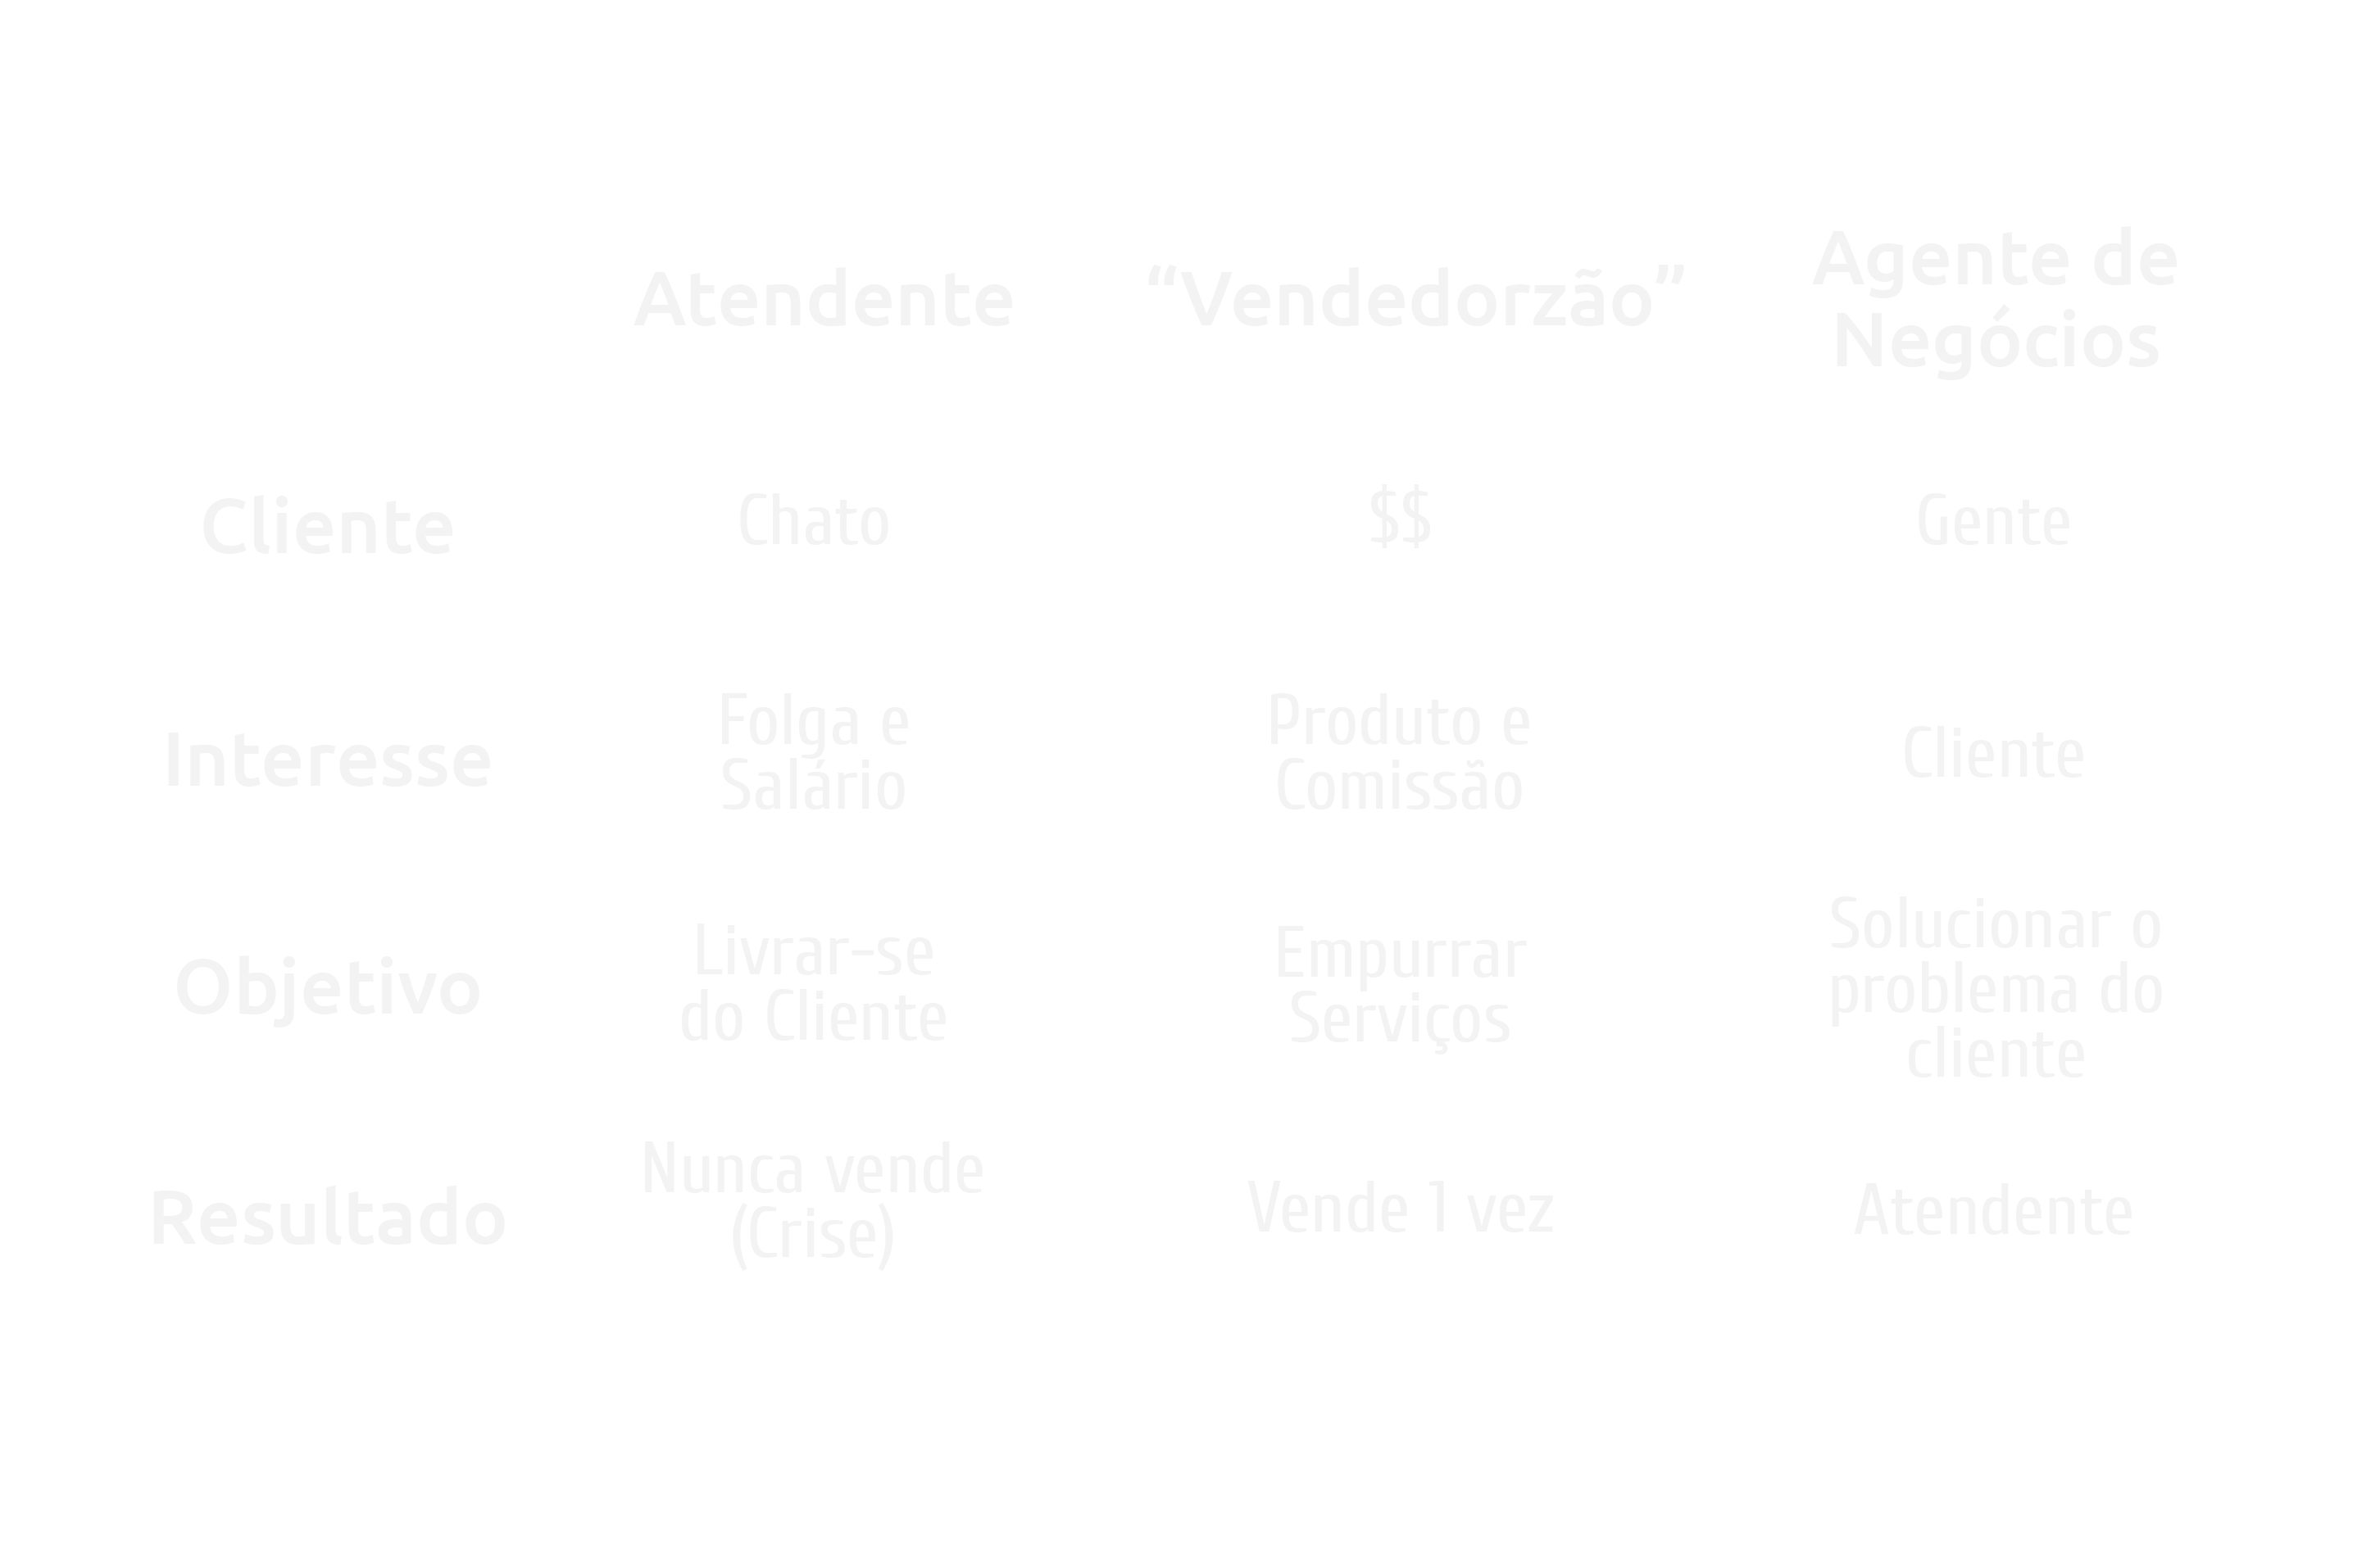 Atendente
“Vendedorzão”
Agente de
Negócios
Cliente
Chato
$$
Gente
Interesse
Folga e
Salário
Produto e
Comissão
Cliente
Objetivo
Livrar-se
do Cliente
Empurrar
Serviços
Solucionar o
problema do
cliente
Resultado
Nunca vende
(Crise)
Vende 1 vez
Atendente